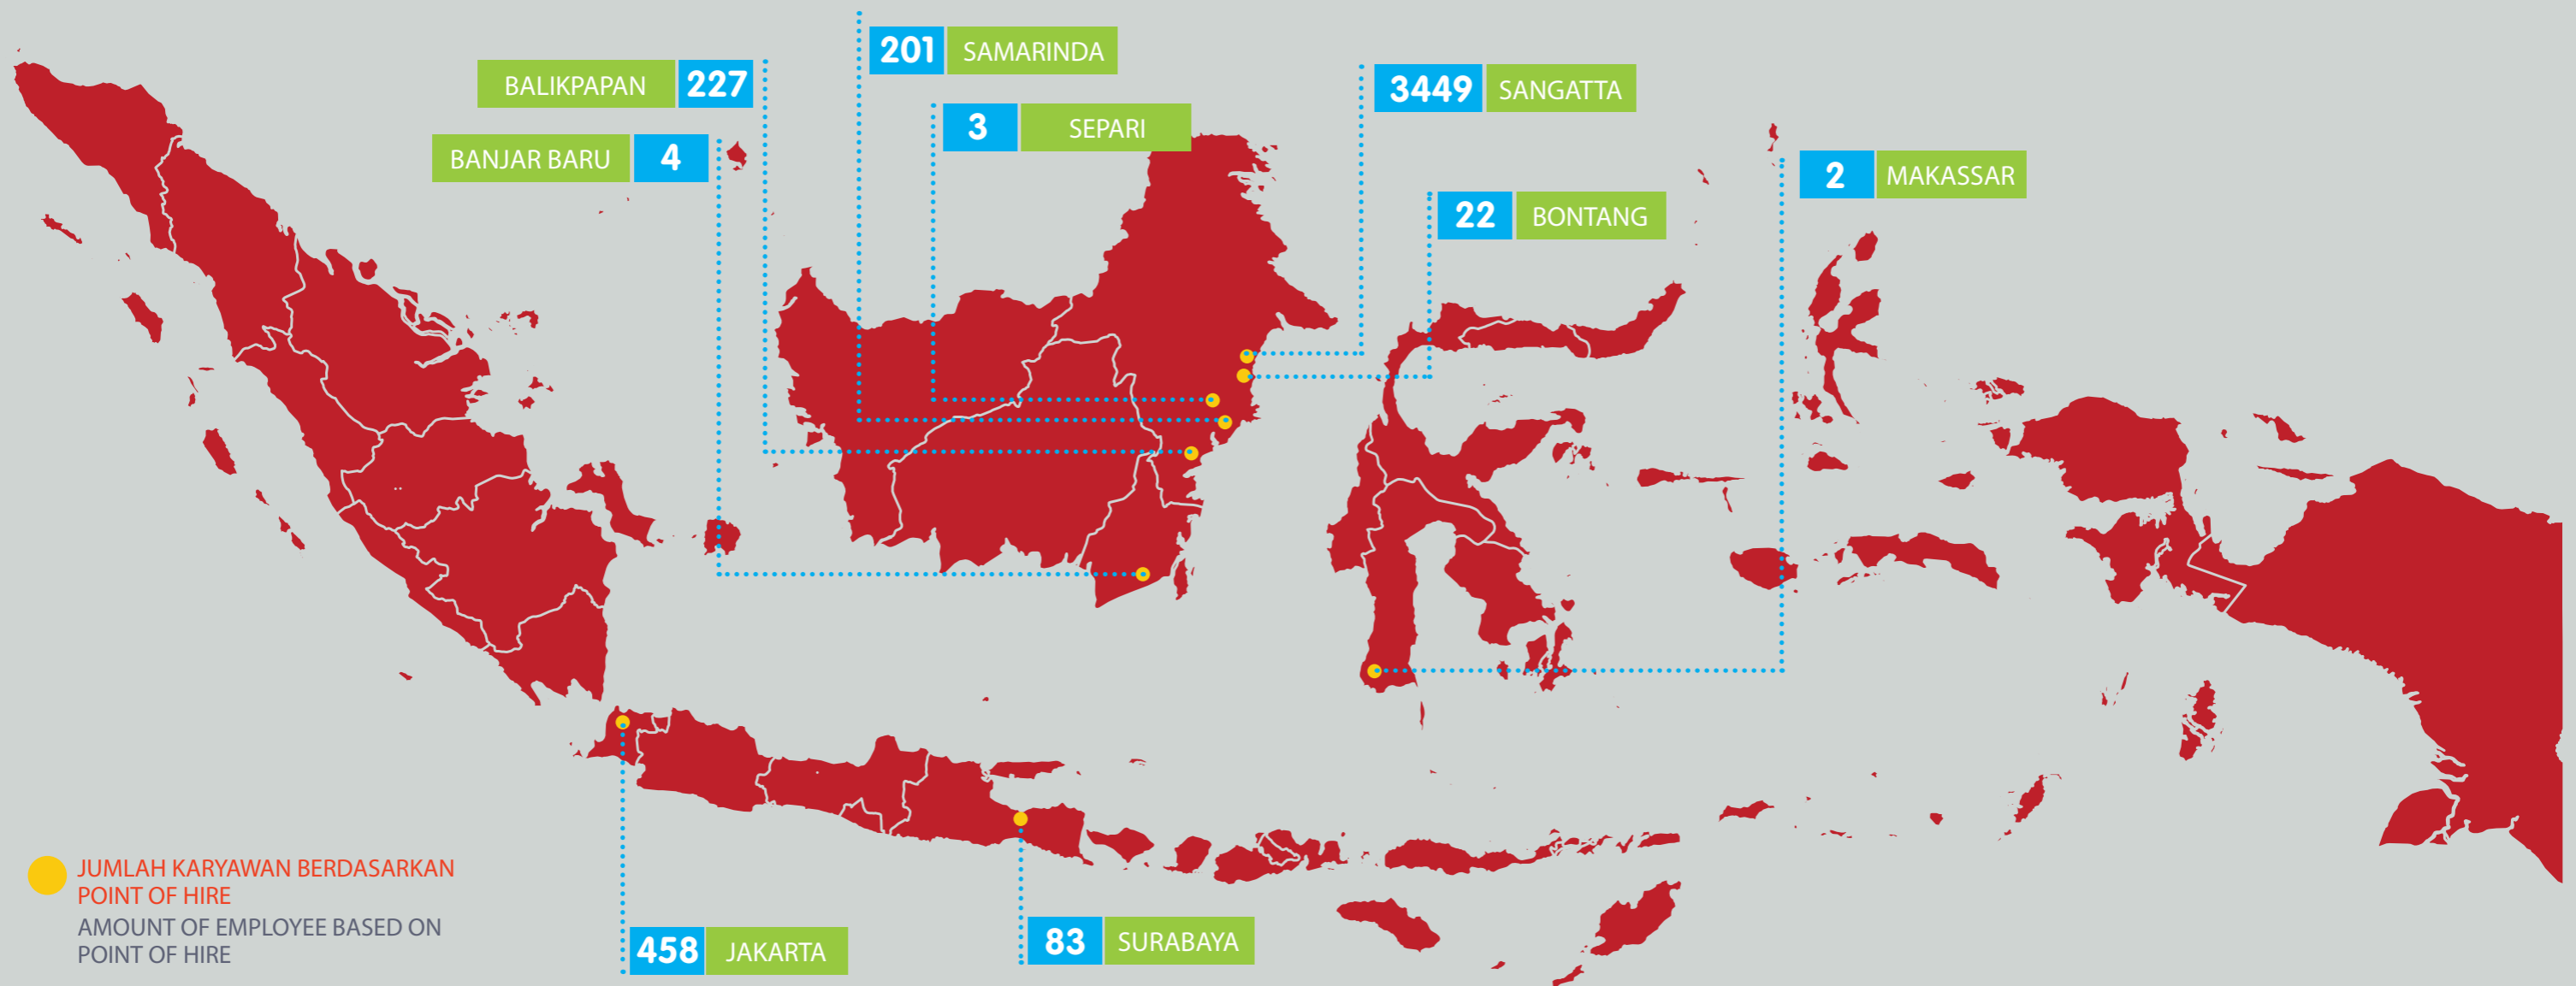 201 SAMARINDA
BALIKPAPAN 227
3449 SANGATTA
3 SEPARI
BANJAR BARU 4
2 MAKASSAR
22 BONTANG
JUMLAH KARYAWAN BERDASARKAN
POINT OF HIRE
AMOUNT OF EMPLOYEE BASED ON
POINT OF HIRE
458 JAKARTA
83 SURABAYA